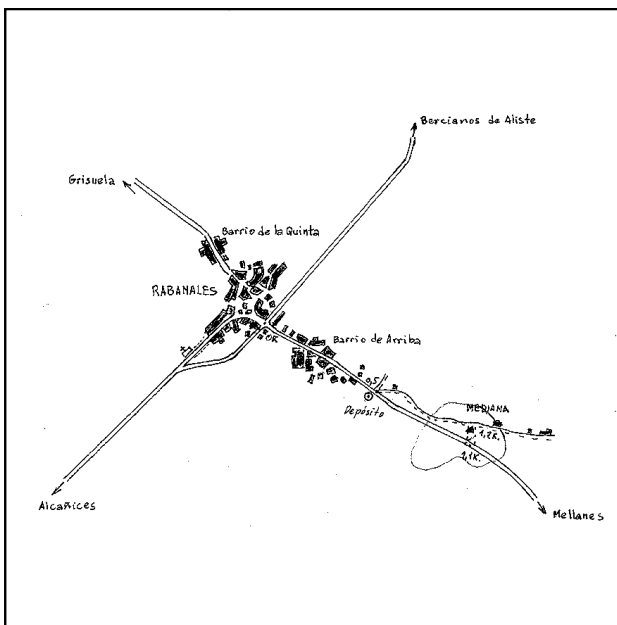 Bercianos de Aliste
Grisuela
Barrio de la Quinta
RABANALES
0K
Barrio de Arriba
0,5
Depósito
MEDIANA
1,2K.
1,1K.
Alcañices
Mellanes